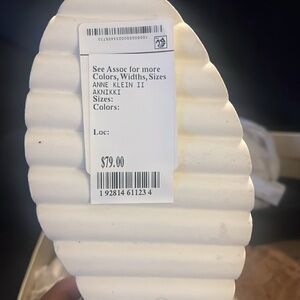 See Assoc for more
Colors, Widths, Sizes
ANNE KLEIN II
AKNIKKI
Sizes:
Colors:
Loc:
$79.00
1 92814 61123 4